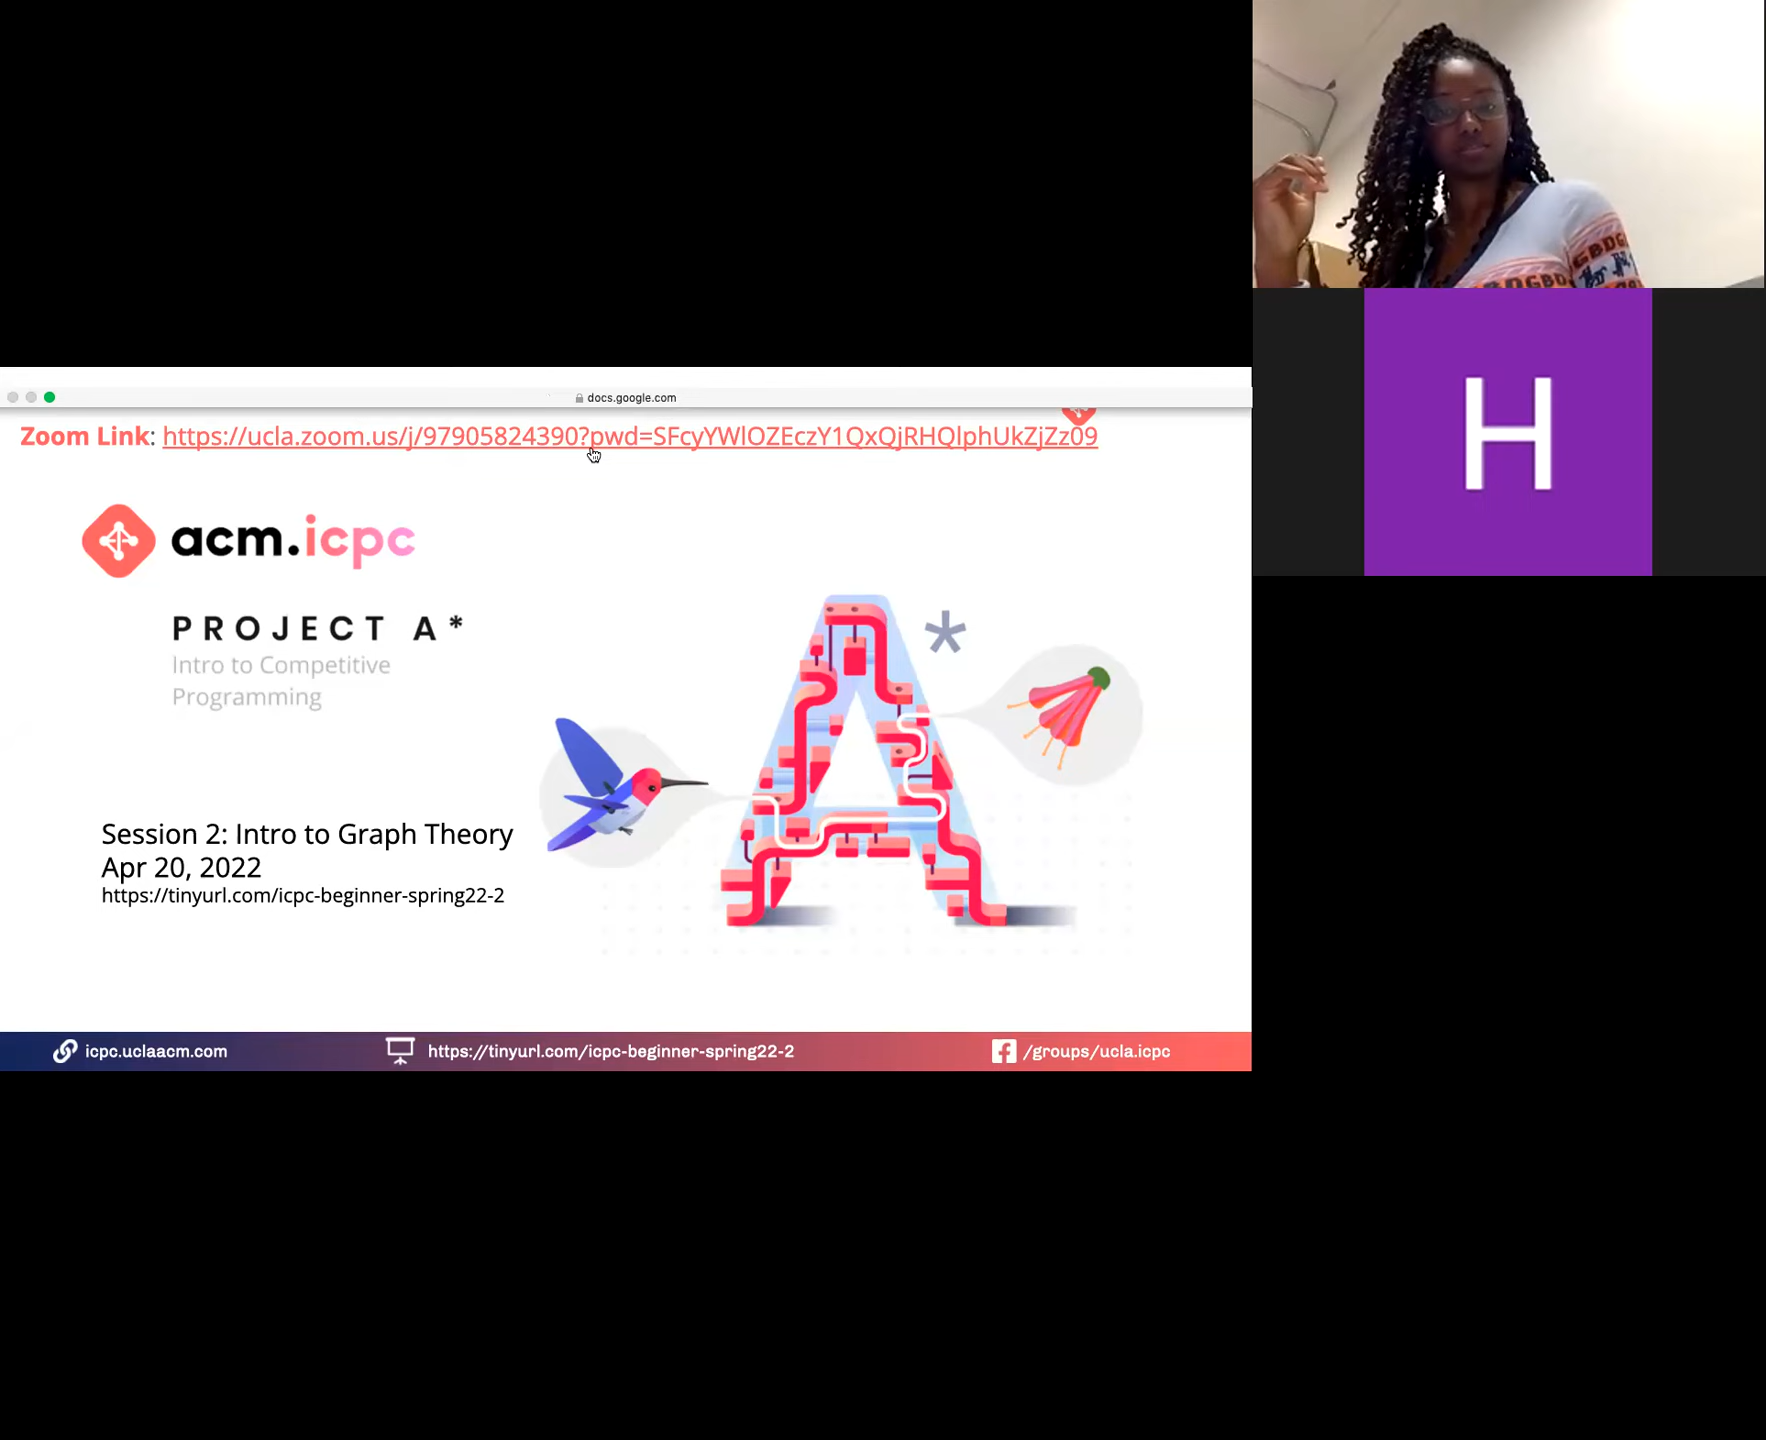 docs.google.com
Zoom Link: https://ucla.zoom.us/j/97905824390?pwd=SFcyYWlOZEczY1QxQjRHQlphUkZjZz09
acm.icpc
PROJECT A*
Intro to Competitive
Programming
*
Session 2: Intro to Graph Theory
Apr 20, 2022
https://tinyurl.com/icpc-beginner-spring22-2
icpc.uclaacm.com
https://tinyurl.com/icpc-beginner-spring22-2
/groups/ucla.icpc
H